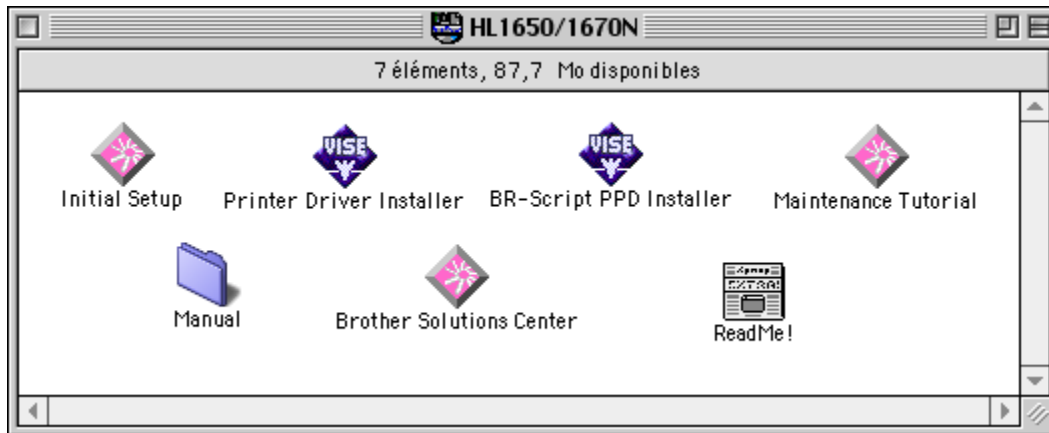 HL1650/1670N
7 éléments, 87,7 Mo disponibles
VISE
VISE
Initial Setup
Printer Driver Installer
BR-Script PPD Installer
Maintenance Tutorial
EXTRA!
Manual
Brother Solutions Center
ReadMe!